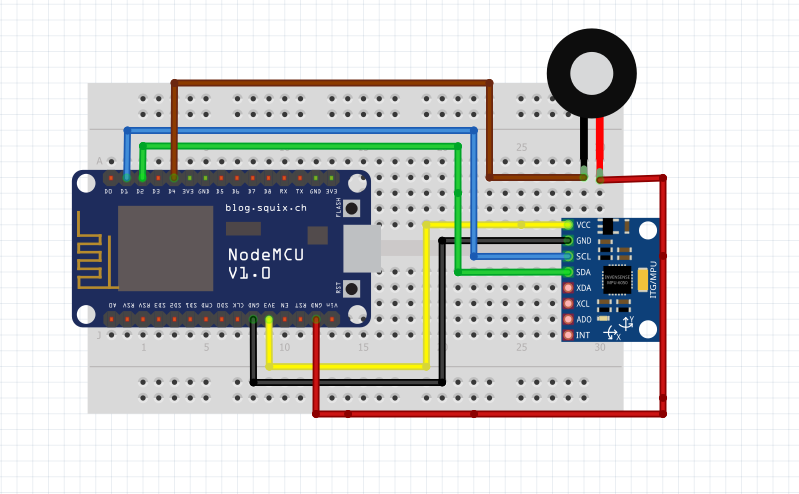 25
A
D0 D1 D2 D3 D4 3V3 GND D5 D6 D7 D8 RX TX GND 3V3
blog.squix.ch
FLASH
NodeMCU
V1.0
RST
VCC
GND
SCL
SDA
XDA
XCL
ADO
INT
ITG/MPU
Y
X
A0 RSV RSV SD3 SD2 SD1 CMD SD0 CLK GND 3V3 EN RST GND Vin
J
1 5 10 15 25 30